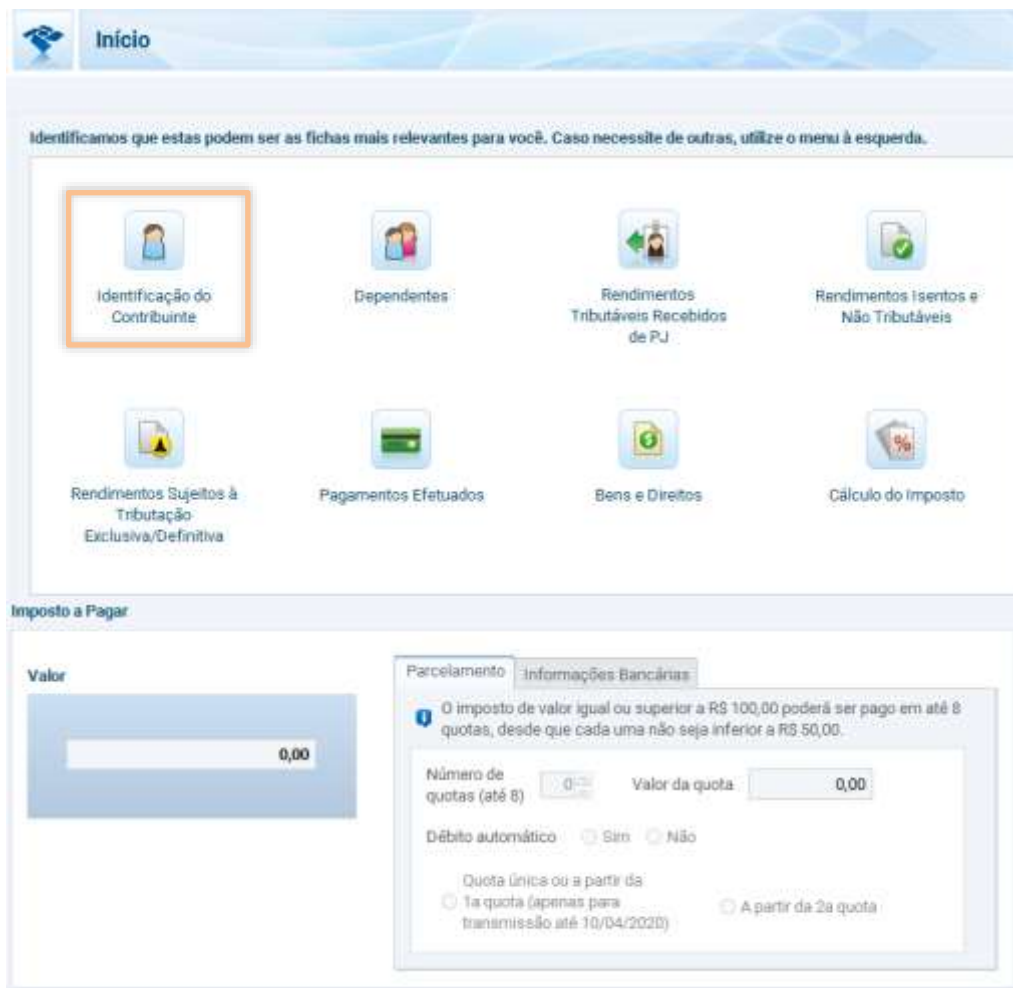 Início
Identificamos que estas podem ser as fichas mais relevantes para você. Caso necessite de outras, utilize o menu à esquerda.
Identificação do
Contribuinte
Dependentes
Rendimentos
Tributáveis Recebidos
de PJ
Rendimentos Isentos e
Não Tributáveis
Rendimentos Sujeitos à
Tributação
Exclusiva/Definitiva
Pagamentos Efetuados
Bens e Direitos
Cálculo do Imposto
Imposto a Pagar
Valor
0,00
Parcelamento
Informações Bancárias
O imposto de valor igual ou superior a R$ 100,00 poderá ser pago em até 8
quotas, desde que cada uma não seja inferior a R$ 50,00.
Número de
quotas (até 8)
0
Valor da quota
0,00
Débito automático
Sim
Não
Quota única ou a partir da
1a quota (apenas para
transmissão até 10/04/2020)
A partir da 2a quota